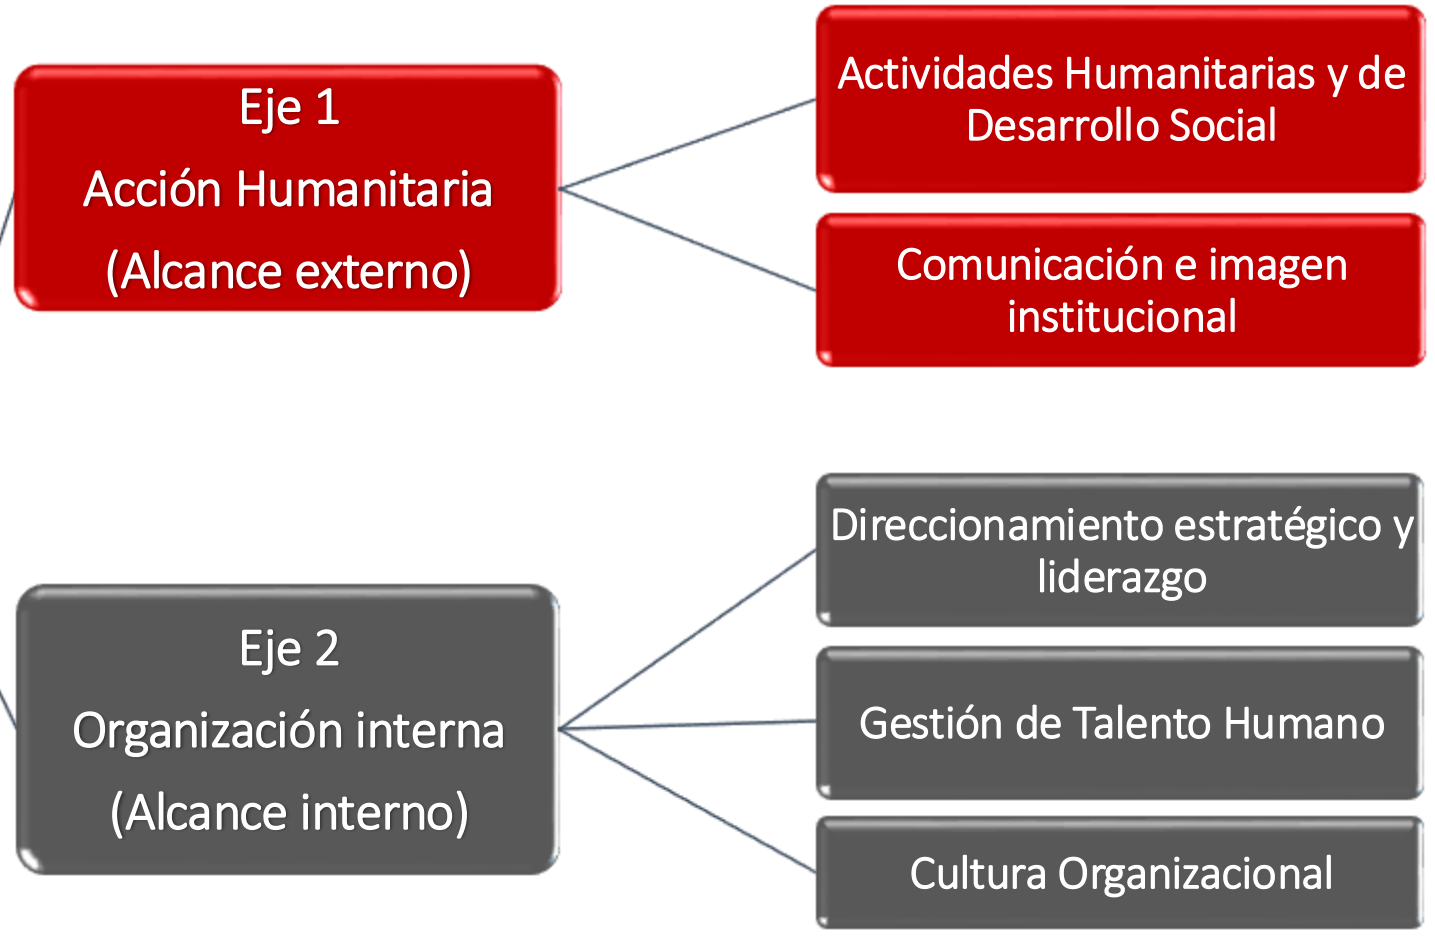 Eje 1
Acción Humanitaria
(Alcance externo)
Actividades Humanitarias y de
Desarrollo Social
Comunicación e imagen
institucional
Eje 2
Organización interna
(Alcance interno)
Direccionamiento estratégico y
liderazgo
Gestión de Talento Humano
Cultura Organizacional